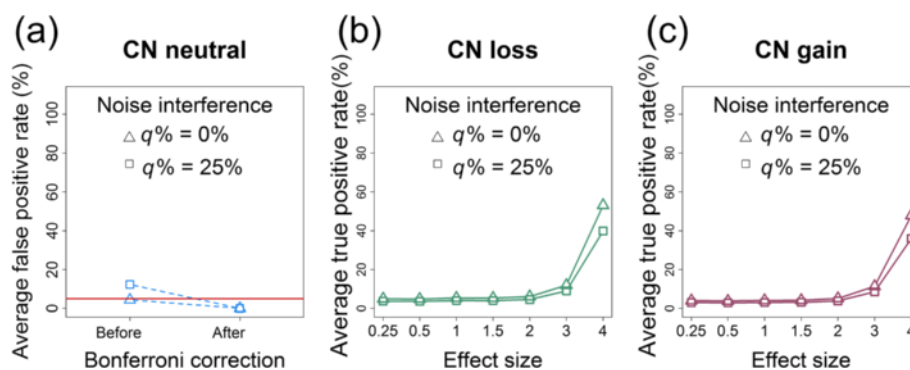 (a)
CN neutral
Average false positive rate (%)
100
80
60
40
20
0
Noise interference
q% = 0%
q% = 25%
Before
After
Bonferroni correction
(b)
CN loss
Average true positive rate(%)
100
80
60
40
20
0
Noise interference
q% = 0%
q% = 25%
0.25
0.5
1
1.5
2
3
4
Effect size
(c)
CN gain
Average true positive rate(%)
100
80
60
40
20
0
Noise interference
q% = 0%
q% = 25%
0.25
0.5
1
1.5
2
3
4
Effect size